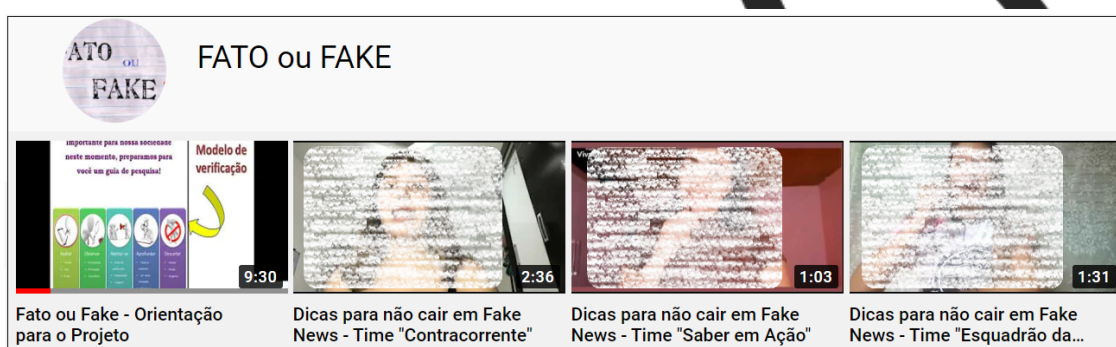 ATO
OU
FAKE
FATO ou FAKE
importante para nossa sociedade
neste momento, preparamos para
você um guia de pesquisa!
Modelo de
verificação
9:30
2:36
1:03
1:31
Fato ou Fake - Orientação
para o Projeto
Dicas para não cair em Fake
News - Time "Contracorrente"
Dicas para não cair em Fake
News - Time "Saber em Ação"
Dicas para não cair em Fake
News - Time "Esquadrão da...